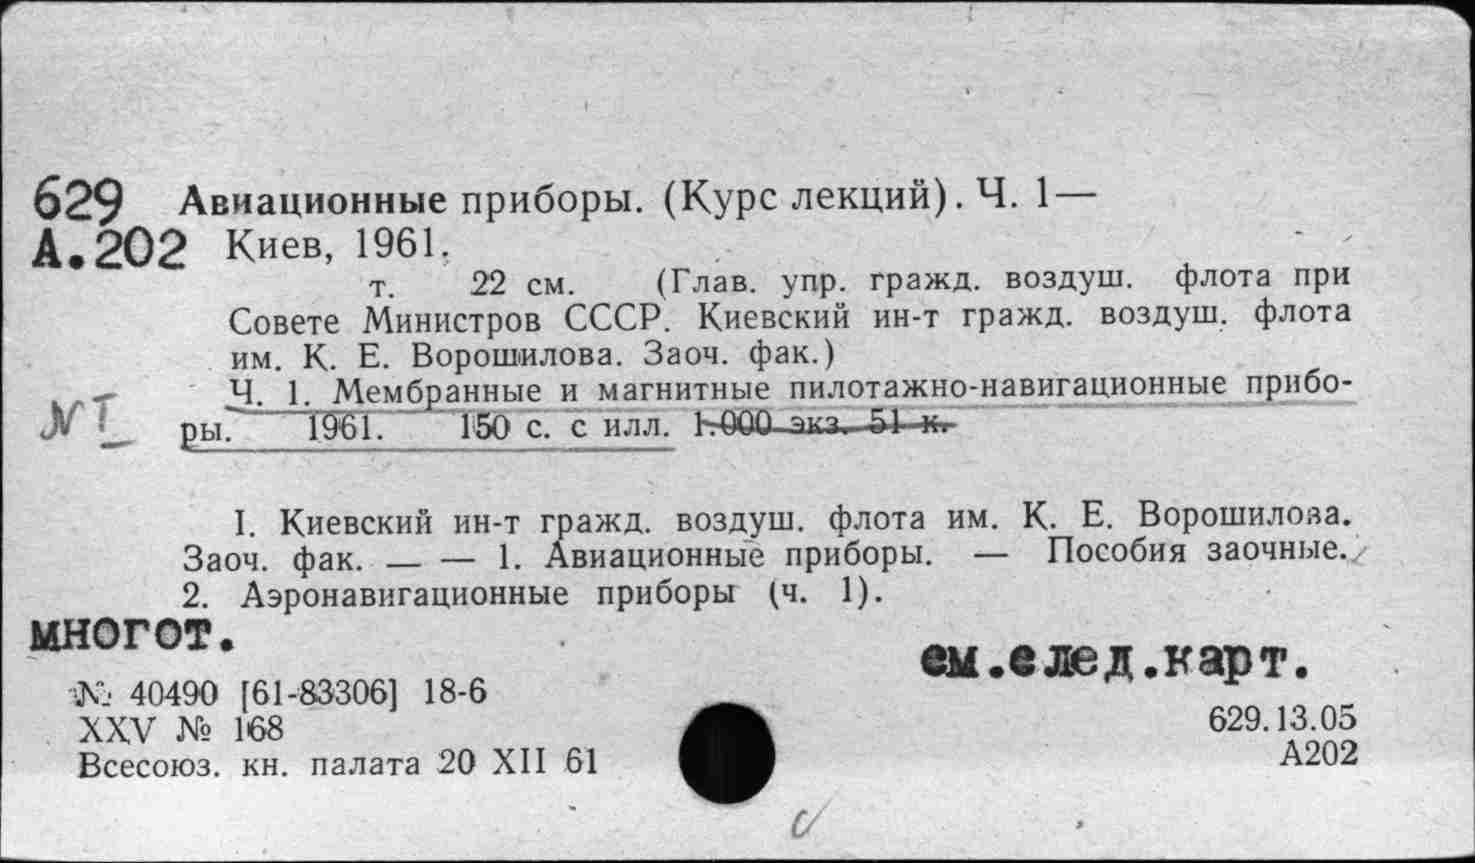 629 Авиационные приборы. (Курс лекций). Ч. 1—
А.202 Киев, 1961.
т. 22 см. (Глав. упр. гражд. воздуш. флота при
Совете Министров СССР. Киевский ин-т гражд. воздуш. флота
им. К. Е. Ворошилова. Заоч. фак.)
Ч. 1. Мембранные и магнитные пилотажно-навигационные прибо-
ры. 1961. 150 с. с илл. 1.000 экз. 51 к.
I. Киевский ин-т гражд. воздуш. флота им. К. Е. Ворошилова.
Заоч. фак. — — 1. Авиационные приборы. — Пособия заочные.
2. Аэронавигационные приборы (ч. 1).
многот.
см.след.карт.
№ 40490 [61-83306] 18-6
XXV № 168
Всесоюз. кн. палата 20 XII 61
629.13.05
А202